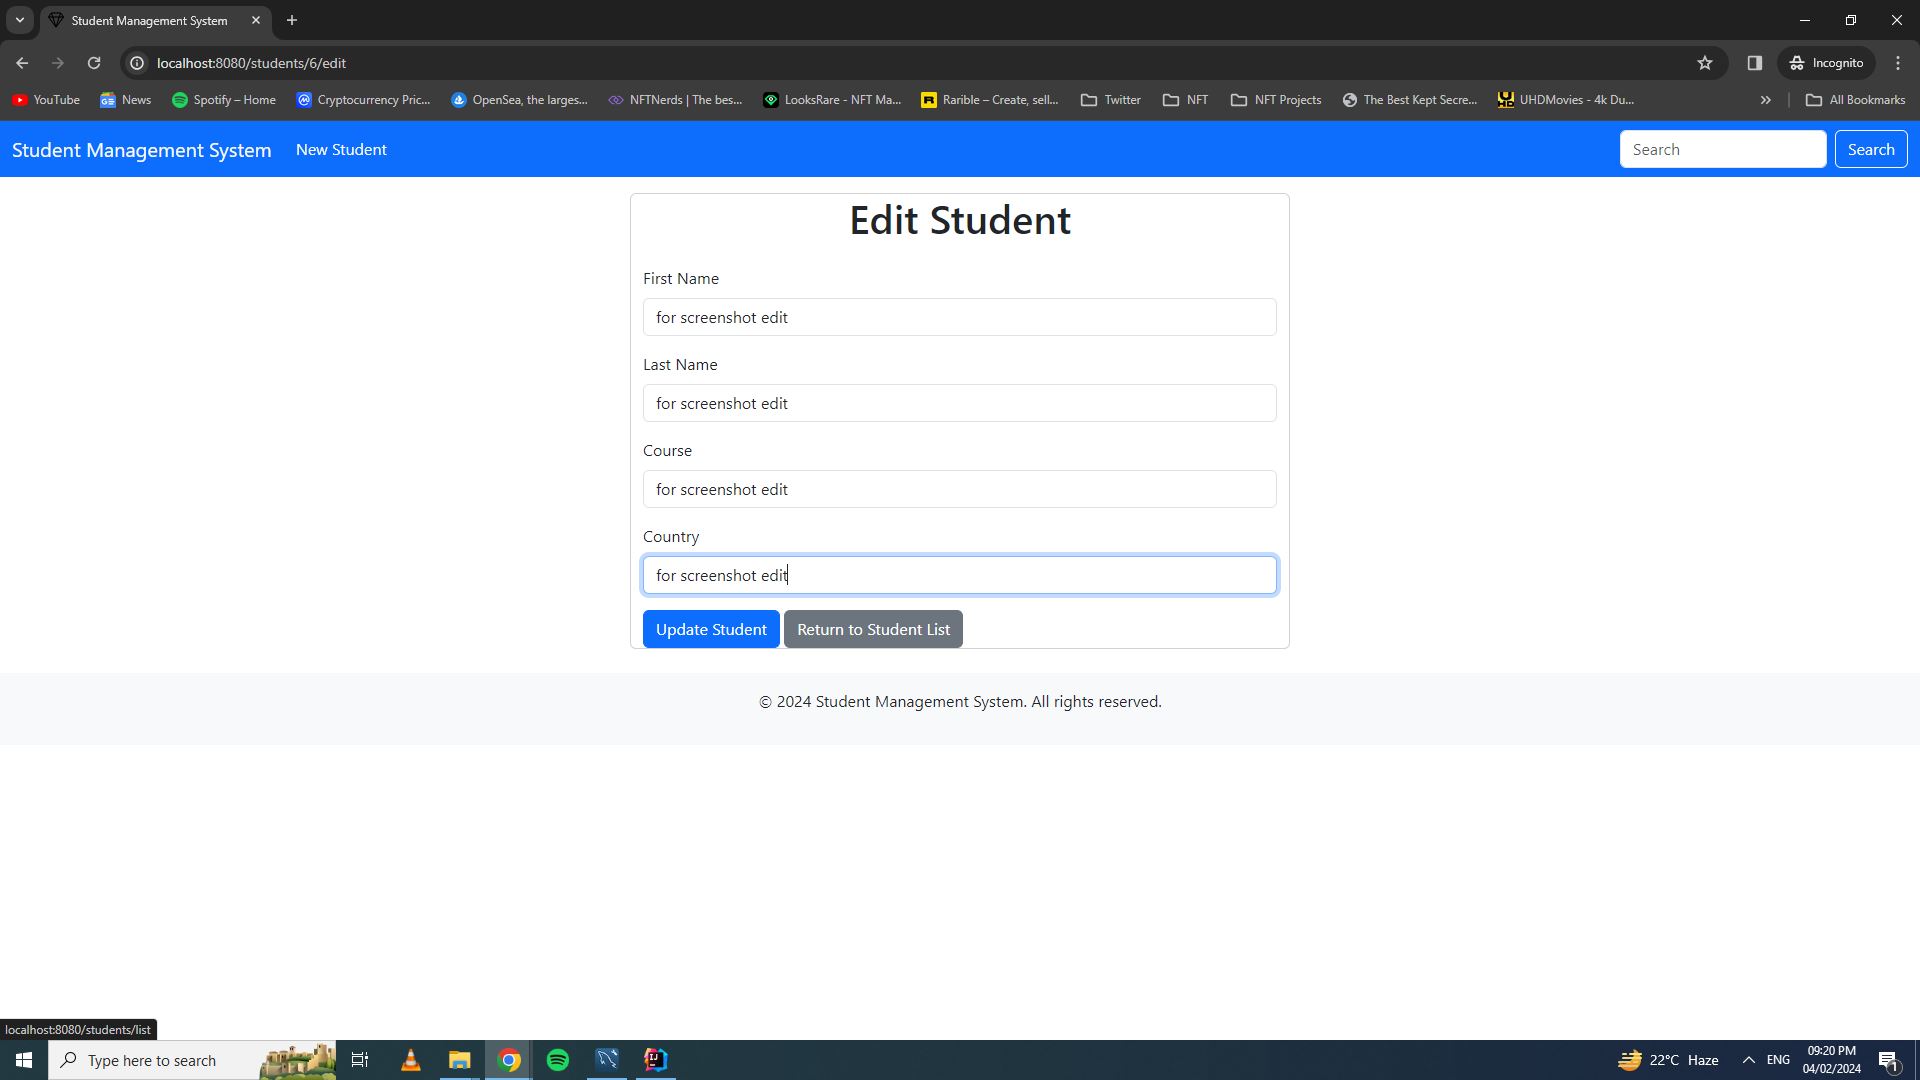 Student Management System
localhost:8080/students/6/edit
Incognito
YouTube News Spotify – Home Cryptocurrency Pric... OpenSea, the larges... NFTNerds | The bes... LooksRare - NFT Ma... Rarible – Create, sell... Twitter NFT NFT Projects The Best Kept Secre... UHDMovies - 4k Du... » All Bookmarks
Student Management System New Student Search Search
Edit Student
First Name
for screenshot edit
Last Name
for screenshot edit
Course
for screenshot edit
Country
for screenshot edit
Update Student Return to Student List
© 2024 Student Management System. All rights reserved.
localhost:8080/students/list
Type here to search
22°C Haze ENG
09:20 PM
04/02/2024
1